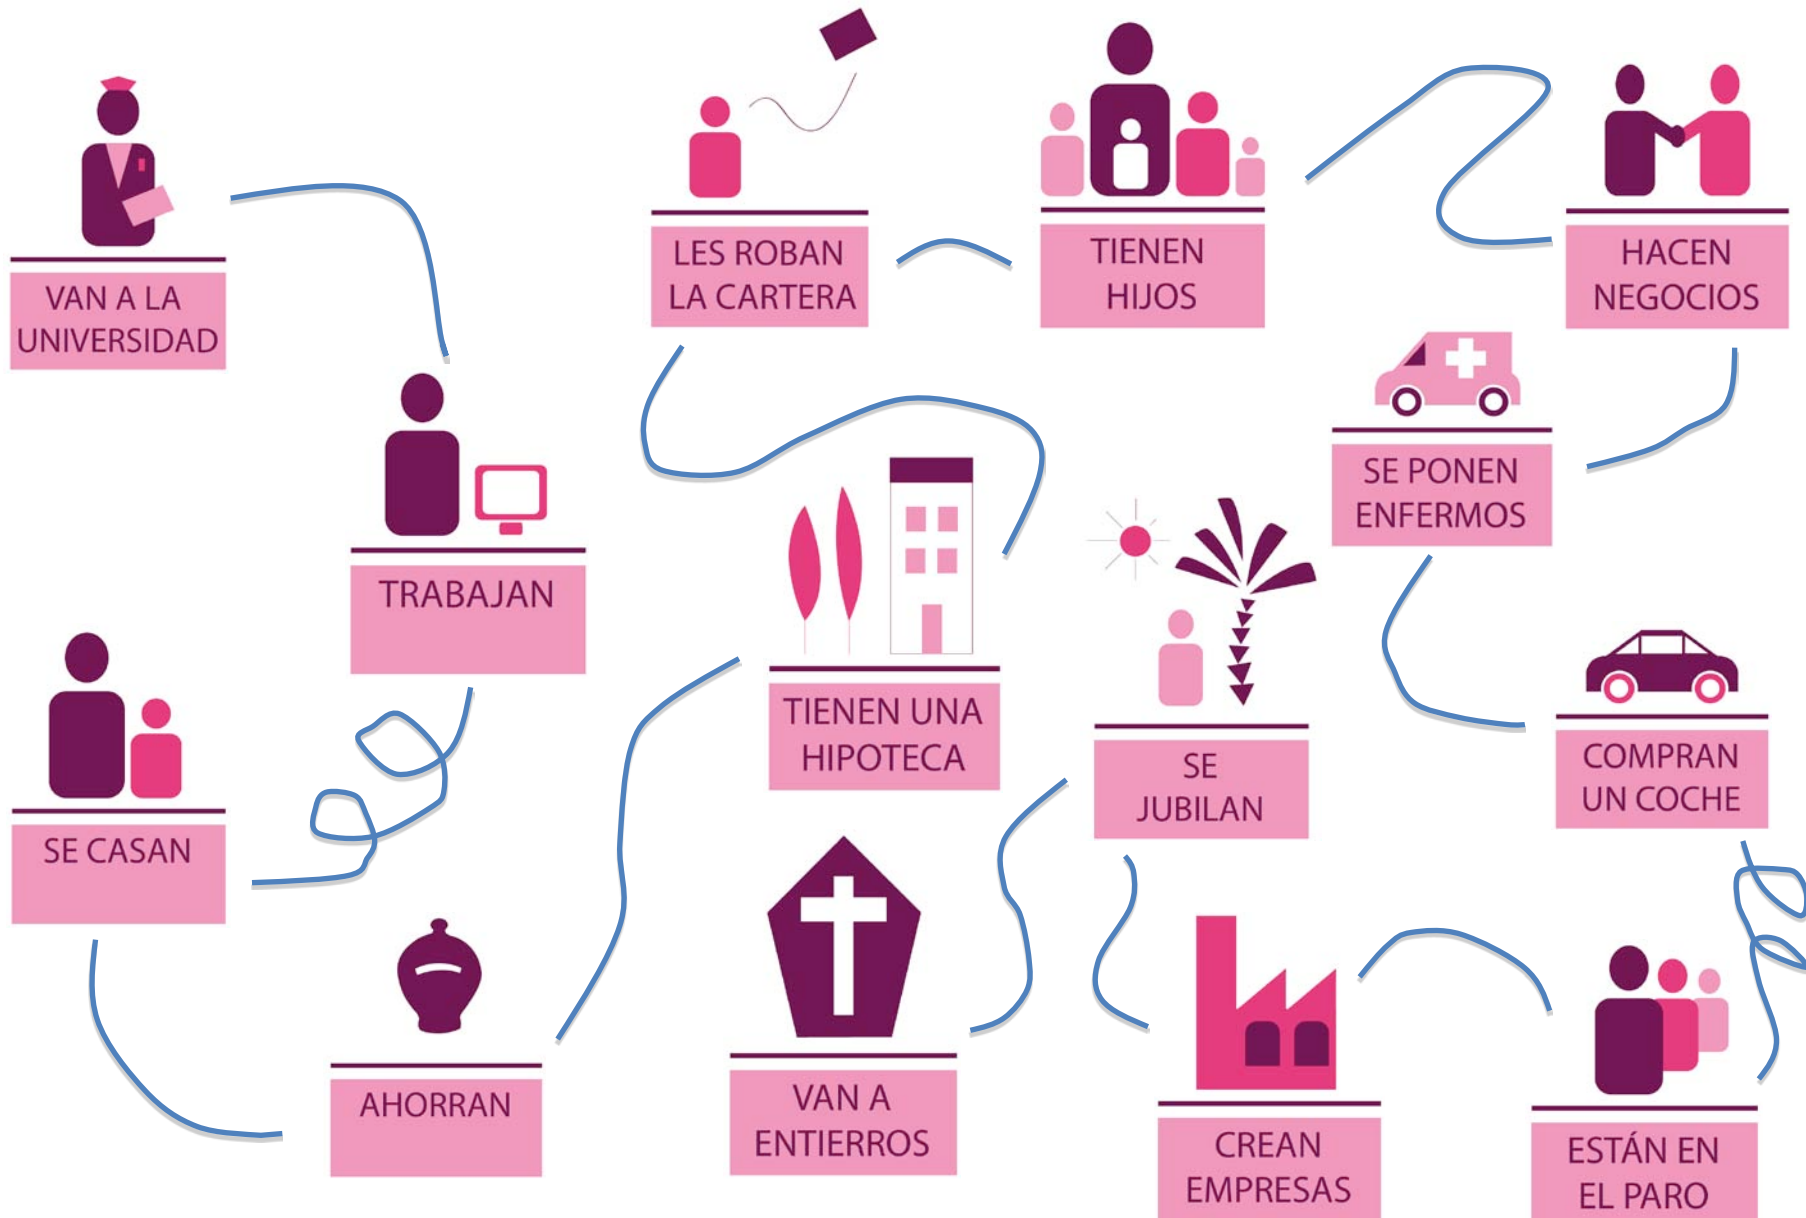 VAN A LA
UNIVERSIDAD
TRABAJAN
SE CASAN
AHORRAN
TIENEN UNA
HIPOTECA
LES ROBAN
LA CARTERA
TIENEN
HIJOS
HACEN
NEGOCIOS
SE PONEN
ENFERMOS
COMPRAN
UN COCHE
ESTÁN EN
EL PARO
CREAN
EMPRESAS
SE
JUBILAN
VAN A
ENTIERROS